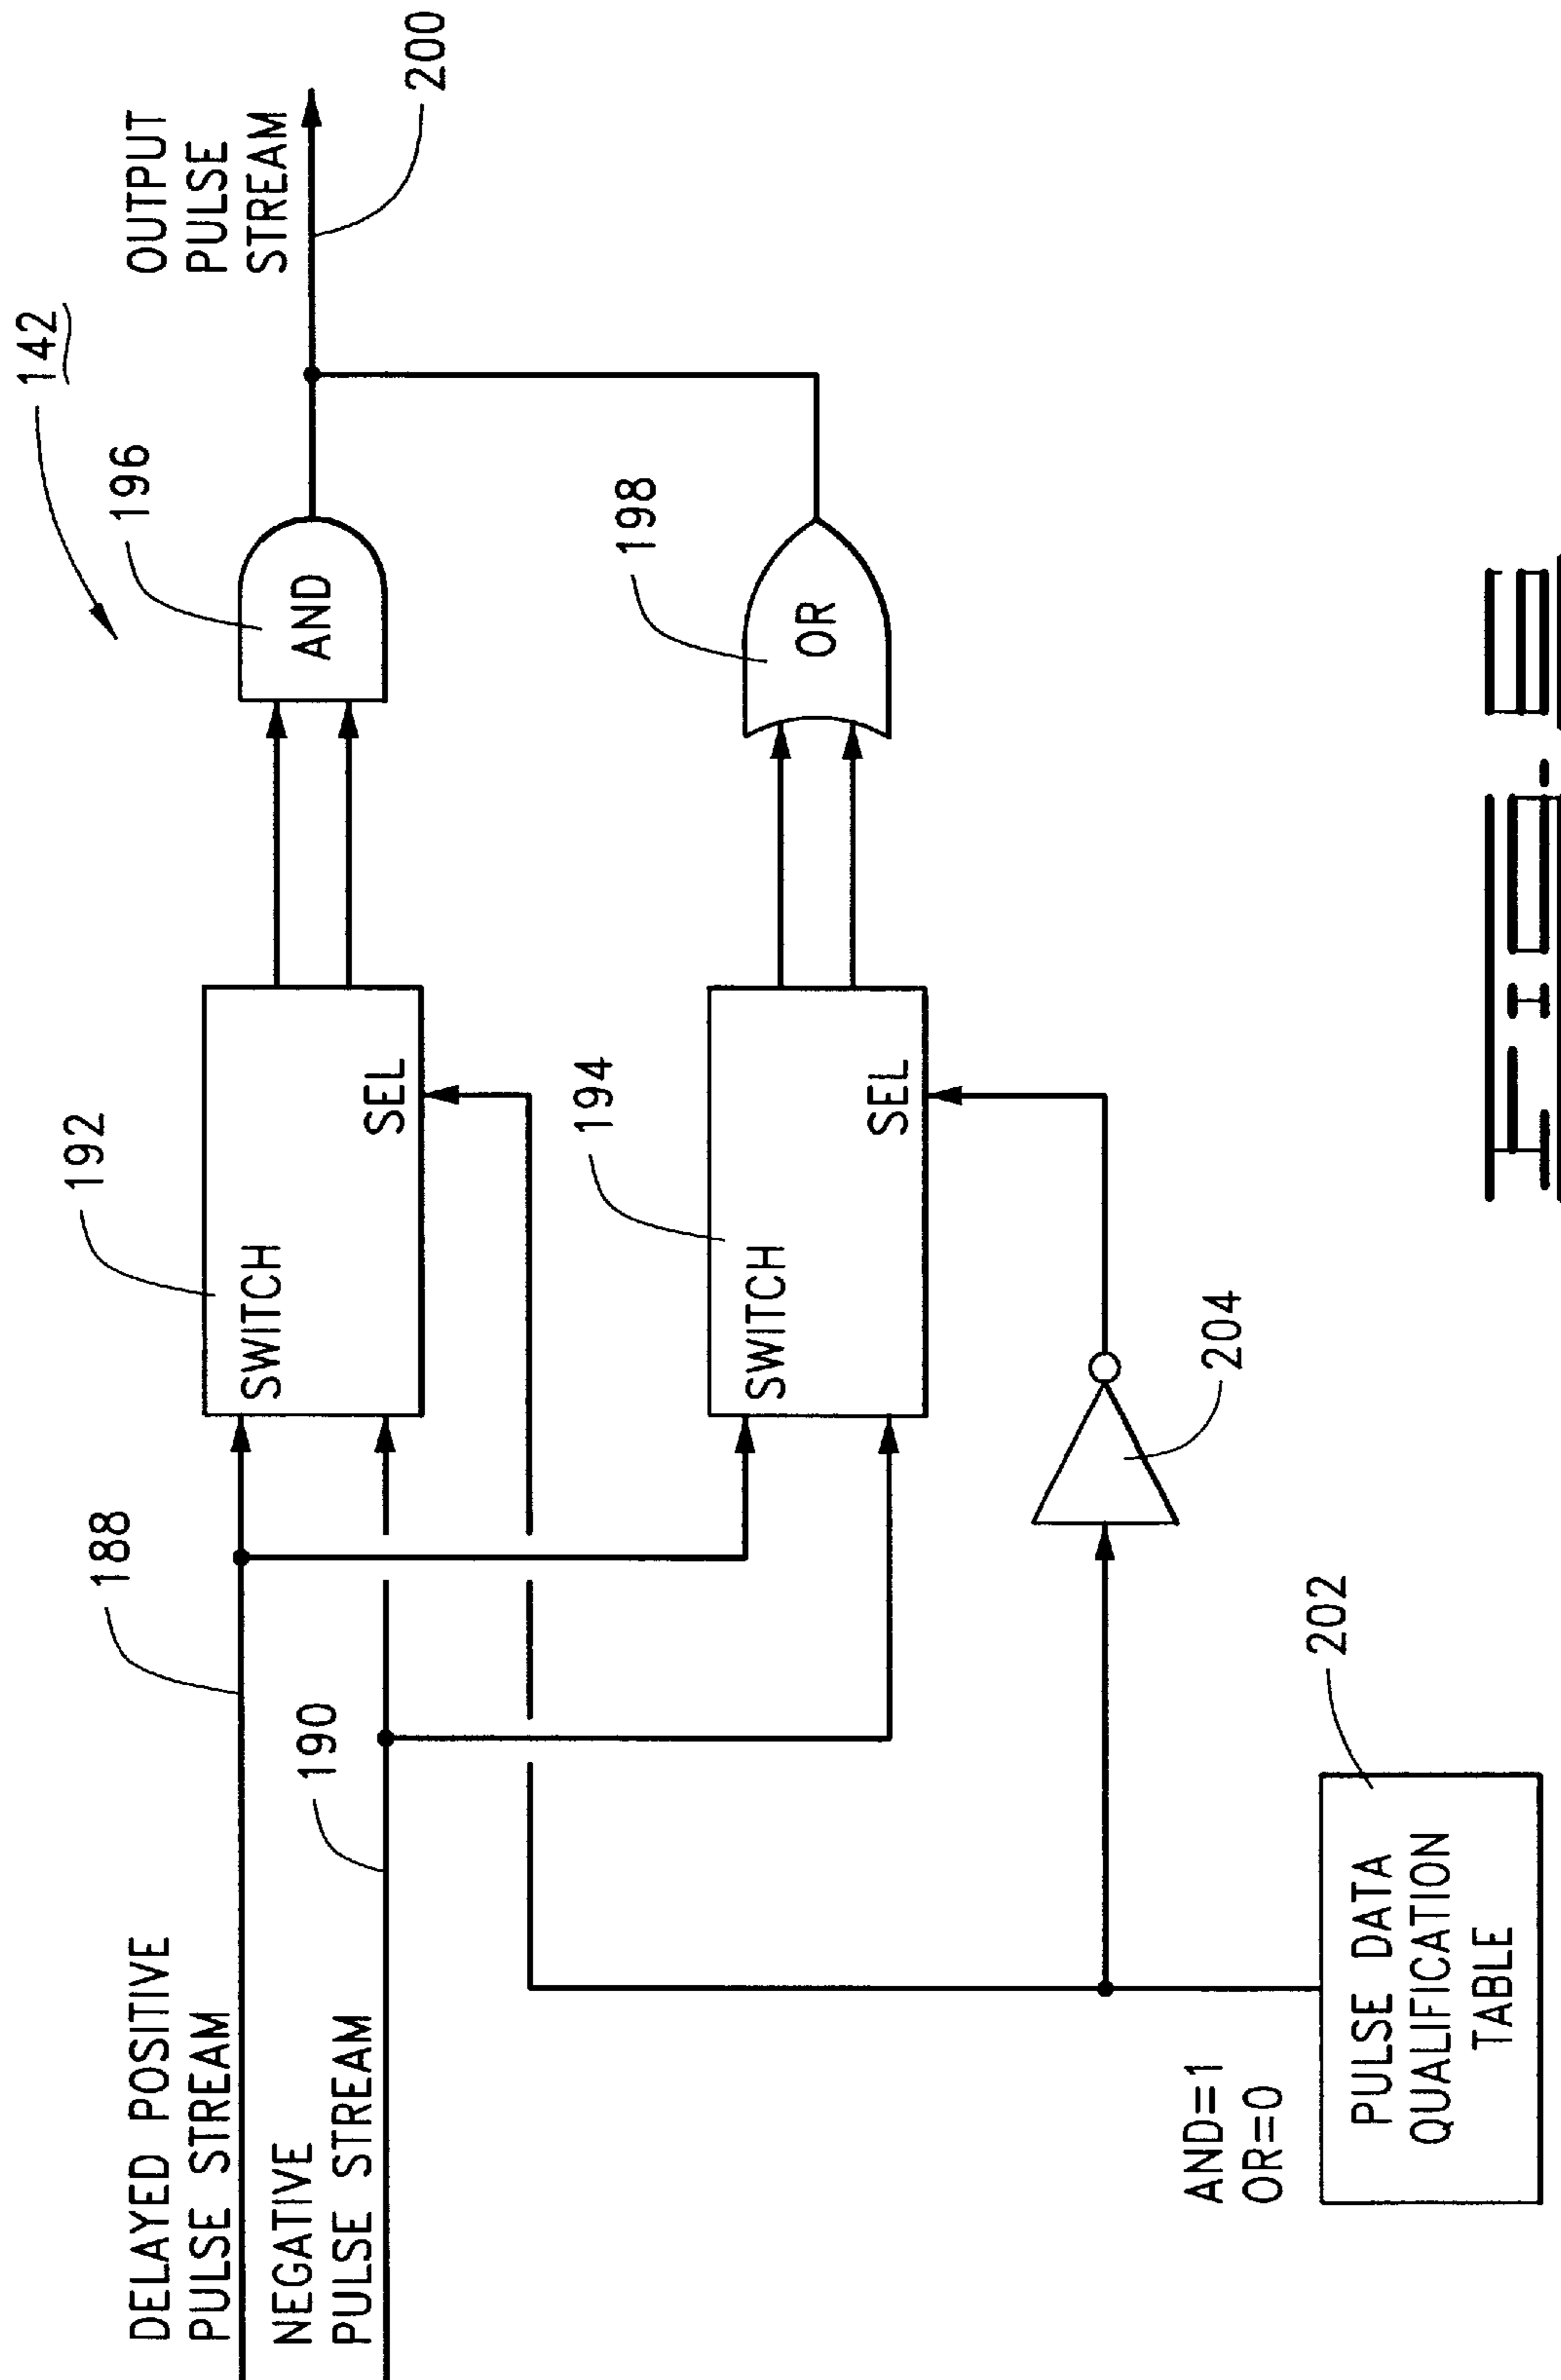 142
OUTPUT
PULSE
STREAM
200
DELAYED POSITIVE
PULSE STREAM
188
NEGATIVE
PULSE STREAM
190
192
SWITCH
SEL
196
AND
194
SWITCH
SEL
198
OR
204
AND=1
OR=0
202
PULSE DATA
QUALIFICATION
TABLE